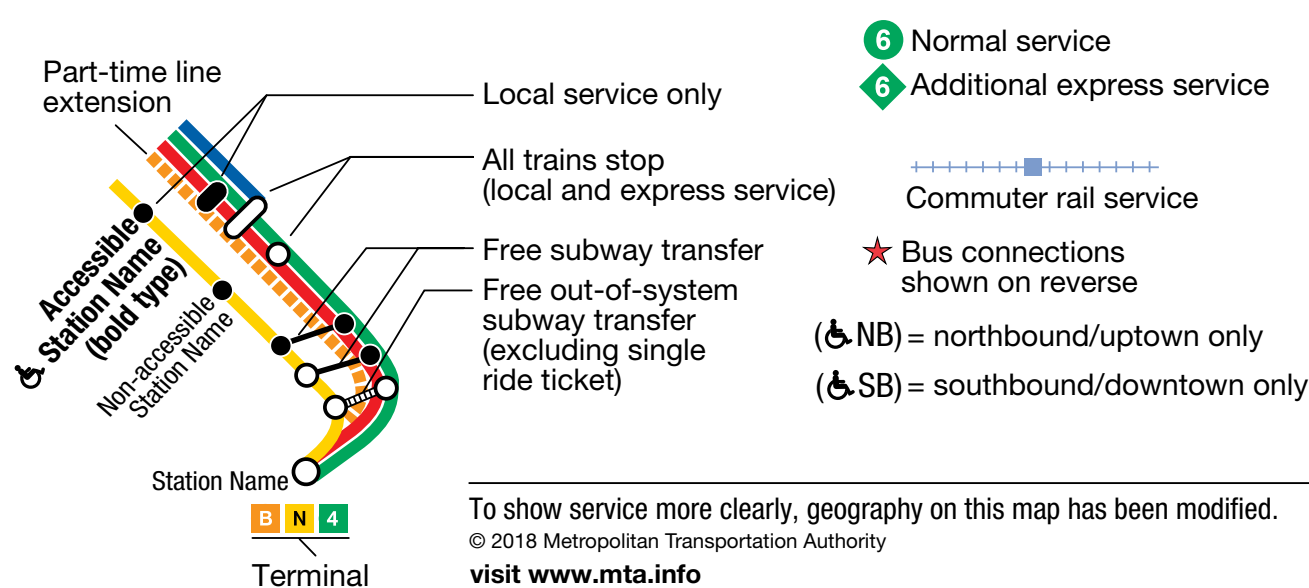 Part-time line
extension
Local service only
All trains stop
(local and express service)
Free subway transfer
Free out-of-system
subway transfer
(excluding single
ride ticket)
Accessible
Station Name
(bold type)
Non-accessible
Station Name
Station Name
B N 4
Terminal
6 Normal service
6 Additional express service
Commuter rail service
Bus connections
shown on reverse
(♿NB) = northbound/uptown only
(♿SB) = southbound/downtown only
To show service more clearly, geography on this map has been modified.
© 2018 Metropolitan Transportation Authority
visit www.mta.info